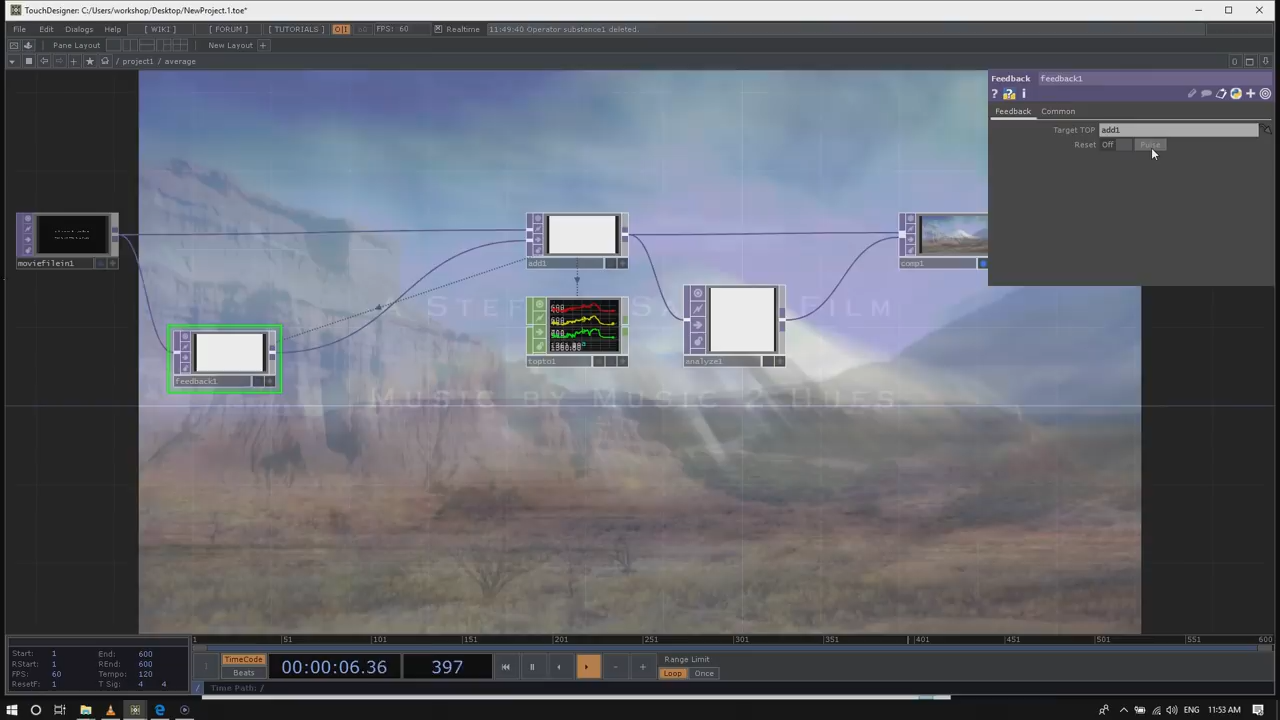 TouchDesigner: C:/Users/workshop/Desktop/NewProject.1.toe*
File Edit Dialogs Help [ WIKI ] [ FORUM ] [ TUTORIALS ] O|I FPS: 60 Realtime 11:49:40 Operator substance1 deleted.
Pane Layout New Layout +
/ project1 / average 0
Feedback feedback1
? ? i
Feedback Common
Target TOP add1
Reset Off Pulse
moviefilein1 add1 comp1
A Film
topto1 analyze1
feedback1
Music by Music 2 Hues
1 51 101 151 201 251 301 351 401 451 501 551 600
Start: 1 End: 600
RStart: 1 REnd: 600
FPS: 60 Tempo: 120
ResetF: 1 T Sig: 4 4
TimeCode
Beats
00:00:06.36 397
Range Limit
Loop Once
/ Time Path: /
11:53 AM